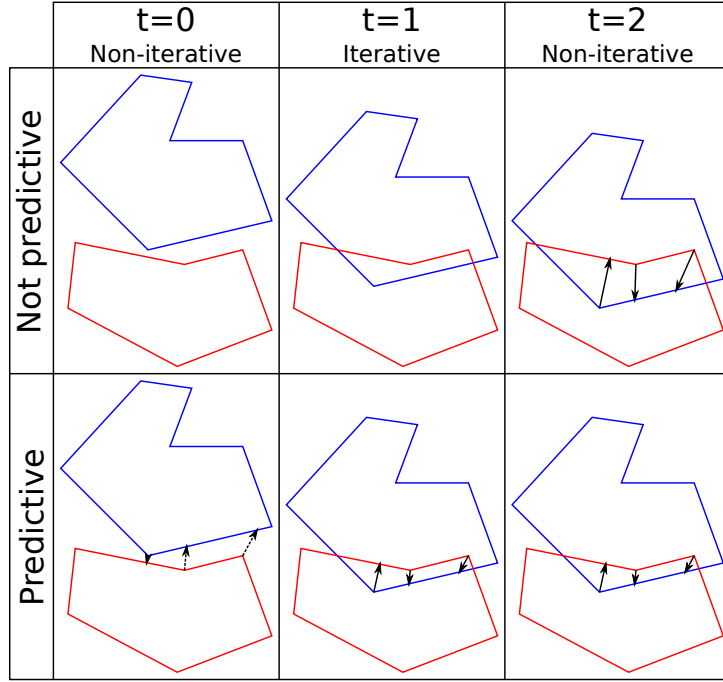 t=0
Non-iterative
t=1
Iterative
t=2
Non-iterative
Not predictive
Predictive